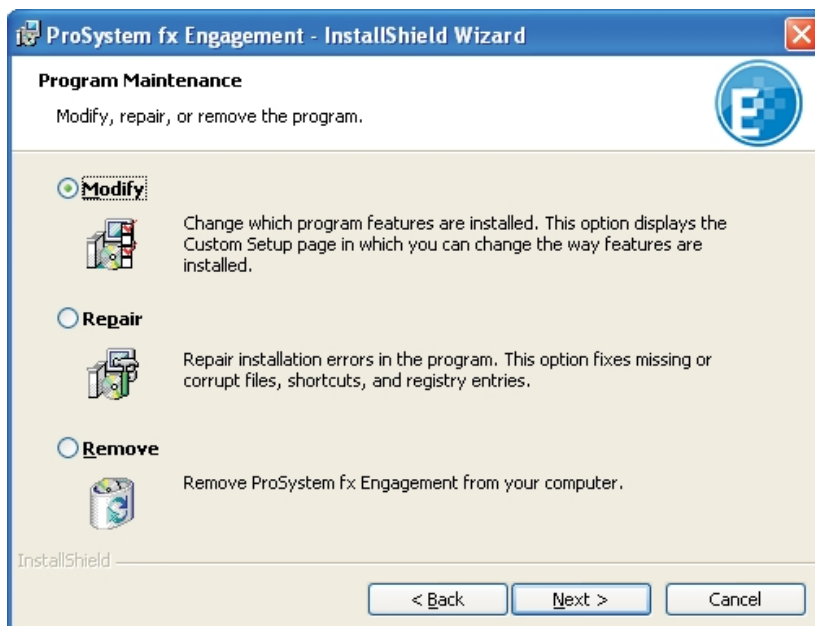 ProSystem fx Engagement - InstallShield Wizard
Program Maintenance
Modify, repair, or remove the program.
E
Modify
Change which program features are installed. This option displays the
Custom Setup page in which you can change the way features are
installed.
Repair
Repair installation errors in the program. This option fixes missing or
corrupt files, shortcuts, and registry entries.
Remove
Remove ProSystem fx Engagement from your computer.
InstallShield
< Back
Next >
Cancel